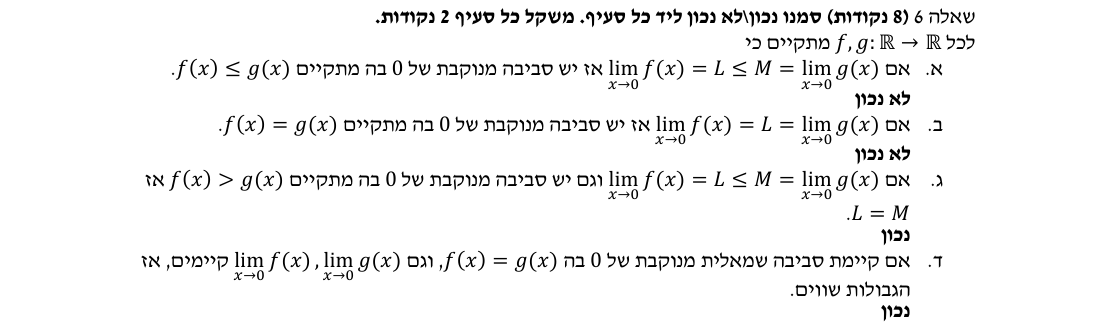 שאלה 6 (8 נקודות) סמנו נכון\לא נכון ליד כל סעיף. משקל כל סעיף 2 נקודות.
לכל f, g: ℝ → ℝ מתקיים כי
א. אם lim_{x→0} f(x) = L ≤ M = lim_{x→0} g(x) אז יש סביבה מנוקבת של 0 בה מתקיים f(x) ≤ g(x).
לא נכון
ב. אם lim_{x→0} f(x) = L = lim_{x→0} g(x) אז יש סביבה מנוקבת של 0 בה מתקיים f(x) = g(x).
לא נכון
ג. אם lim_{x→0} f(x) = L ≤ M = lim_{x→0} g(x) וגם יש סביבה מנוקבת של 0 בה מתקיים f(x) > g(x) אז
L = M.
נכון
ד. אם קיימת סביבה שמאלית מנוקבת של 0 בה f(x) = g(x), וגם lim_{x→0} f(x), lim_{x→0} g(x) קיימים, אז
הגבולות שווים.
נכון